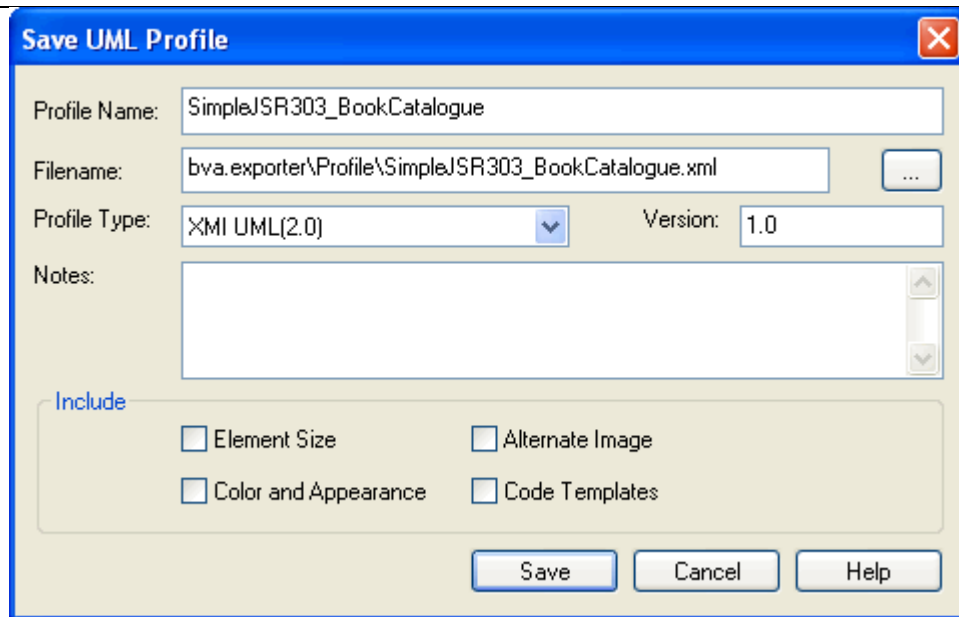 Save UML Profile
Profile Name: SimpleJSR303_BookCatalogue
Filename: bva.exporter\Profile\SimpleJSR303_BookCatalogue.xml ...
Profile Type: XMI UML(2.0) Version: 1.0
Notes:
Include
Element Size Alternate Image
Color and Appearance Code Templates
Save Cancel Help